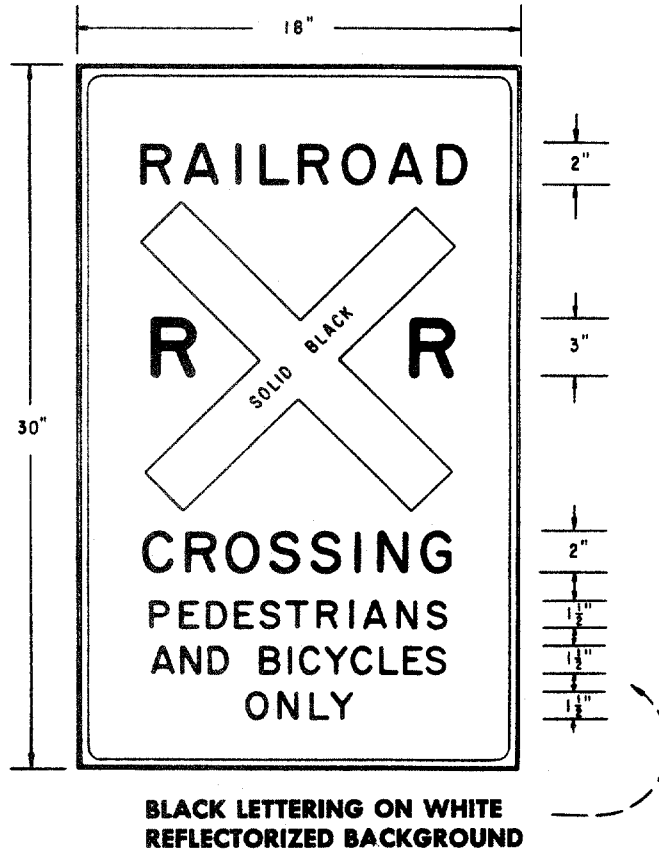 18"
RAILROAD
2"
R
SOLID BLACK
R
3"
30"
CROSSING
2"
PEDESTRIANS
1½"
AND BICYCLES
1½"
ONLY
1½"
BLACK LETTERING ON WHITE
REFLECTORIZED BACKGROUND